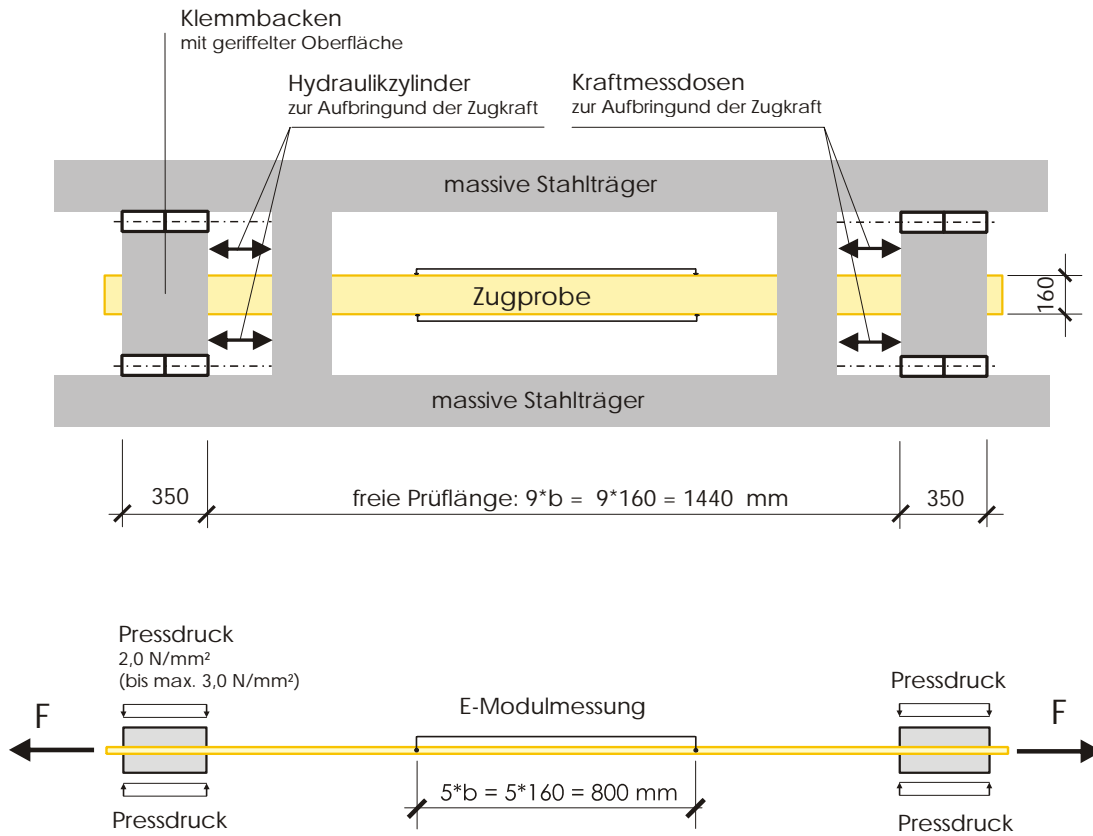 Klemmbacken
mit geriffelter Oberfläche
Hydraulikzylinder
zur Aufbringund der Zugkraft
Kraftmessdosen
zur Aufbringund der Zugkraft
massive Stahlträger
Zugprobe
160
massive Stahlträger
350
freie Prüflänge: 9*b = 9*160 = 1440 mm
350
Pressdruck
2,0 N/mm²
(bis max. 3,0 N/mm²)
E-Modulmessung
Pressdruck
F
F
5*b = 5*160 = 800 mm
Pressdruck
Pressdruck